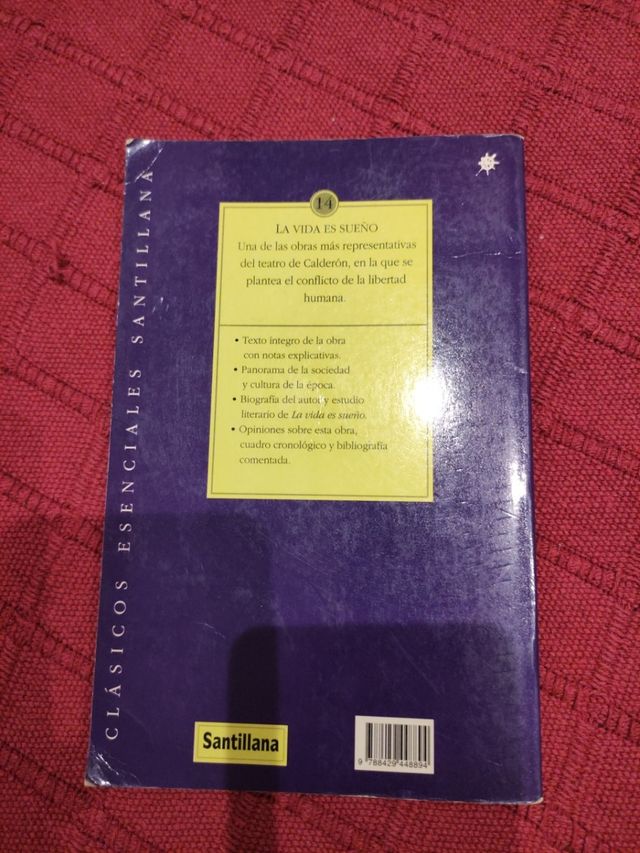 CLÁSICOS ESENCIALES SANTILLANA
14
LA VIDA ES SUEÑO
Una de las obras más representativas
del teatro de Calderón, en la que se
plantea el conflicto de la libertad
humana.
• Texto íntegro de la obra
con notas explicativas.
• Panorama de la sociedad
y cultura de la época.
• Biografía del autor y estudio
literario de La vida es sueño.
• Opiniones sobre esta obra,
cuadro cronológico y bibliografía
comentada.
Santillana
9 788429 448894